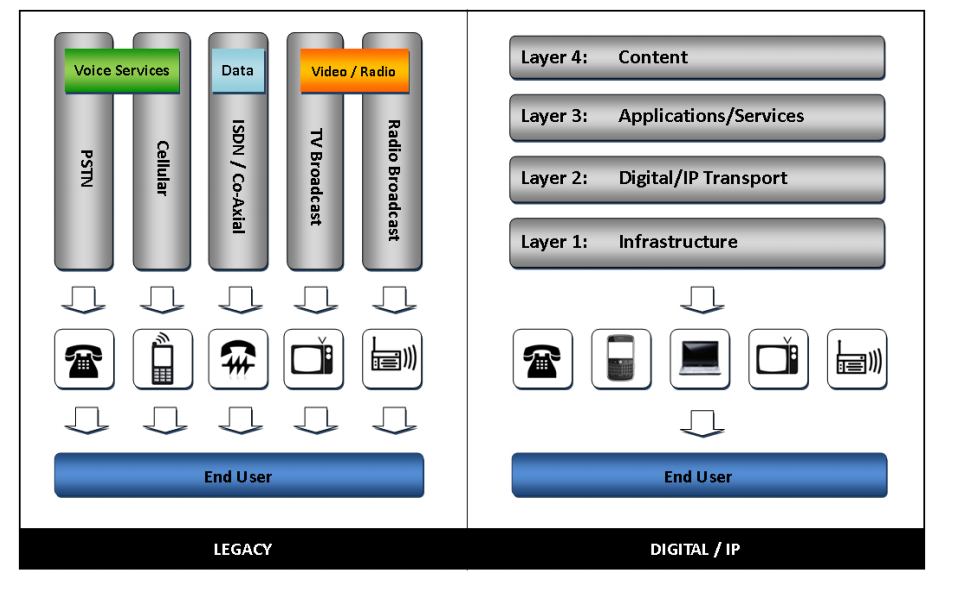 Voice Services
Data
Video / Radio
PSTN
Cellular
ISDN / Co-Axial
TV Broadcast
Radio Broadcast
End User
LEGACY
Layer 4: Content
Layer 3: Applications/Services
Layer 2: Digital/IP Transport
Layer 1: Infrastructure
End User
DIGITAL / IP